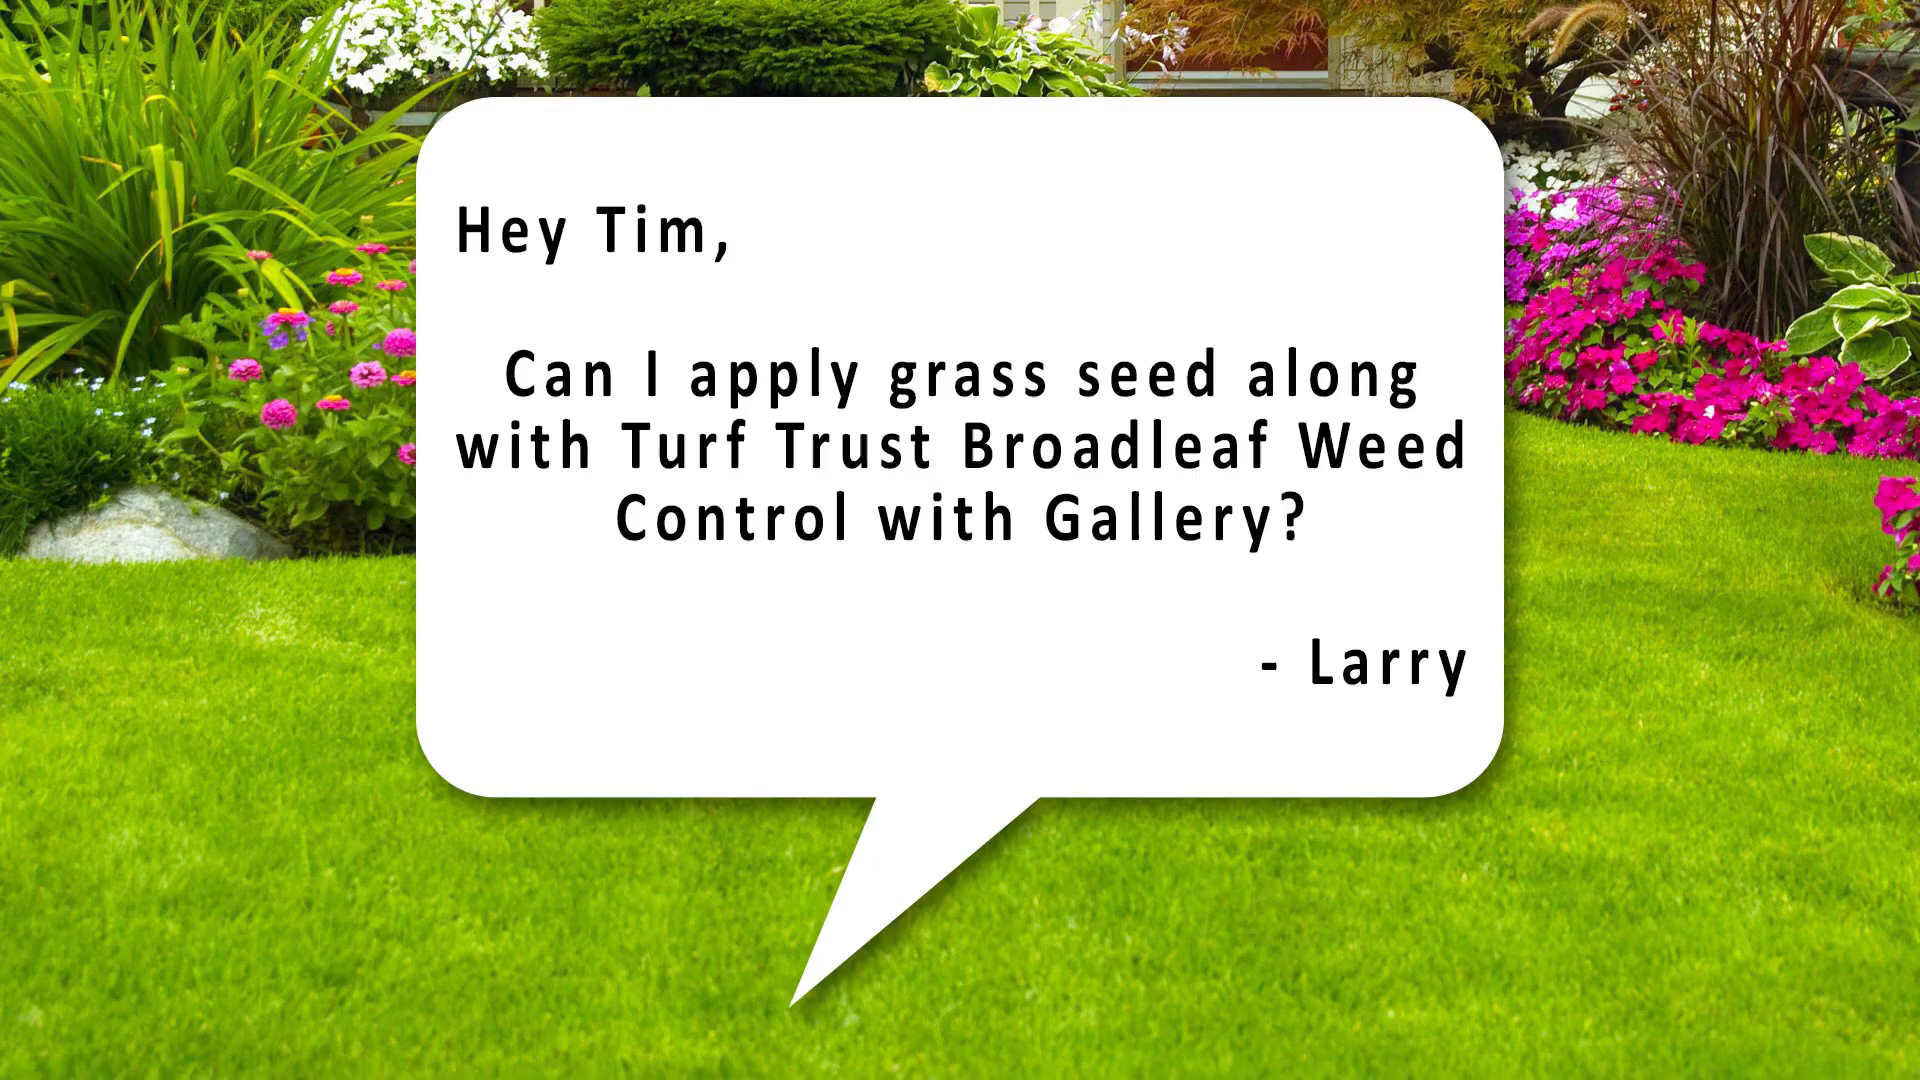 Hey Tim,
Can I apply grass seed along
with Turf Trust Broadleaf Weed
Control with Gallery?
- Larry